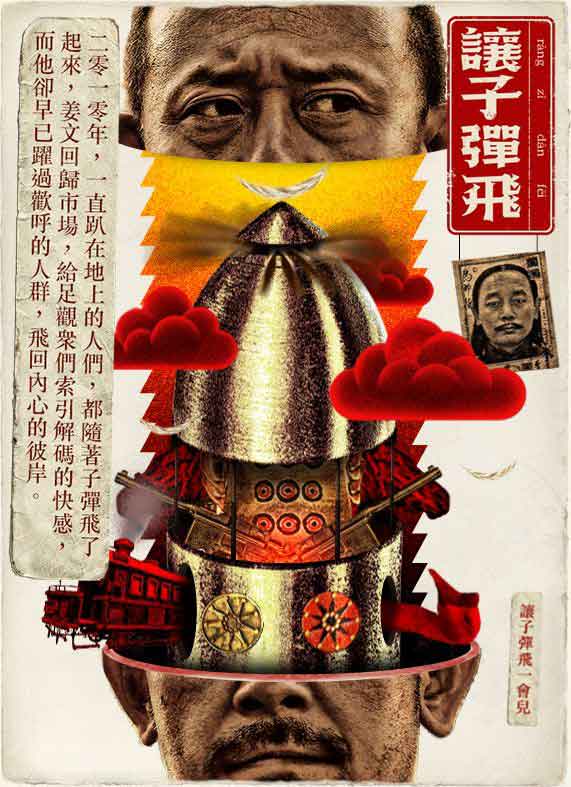 讓子彈飛
ràng zi dàn fei
二零一零年，一直趴在地上的人們，都隨著子彈飛了
起來，姜文回歸市場，給足觀衆們索引解碼的快感，
而他卻早已躍過歡呼的人群，飛回內心的彼岸。
讓子彈飛一會兒